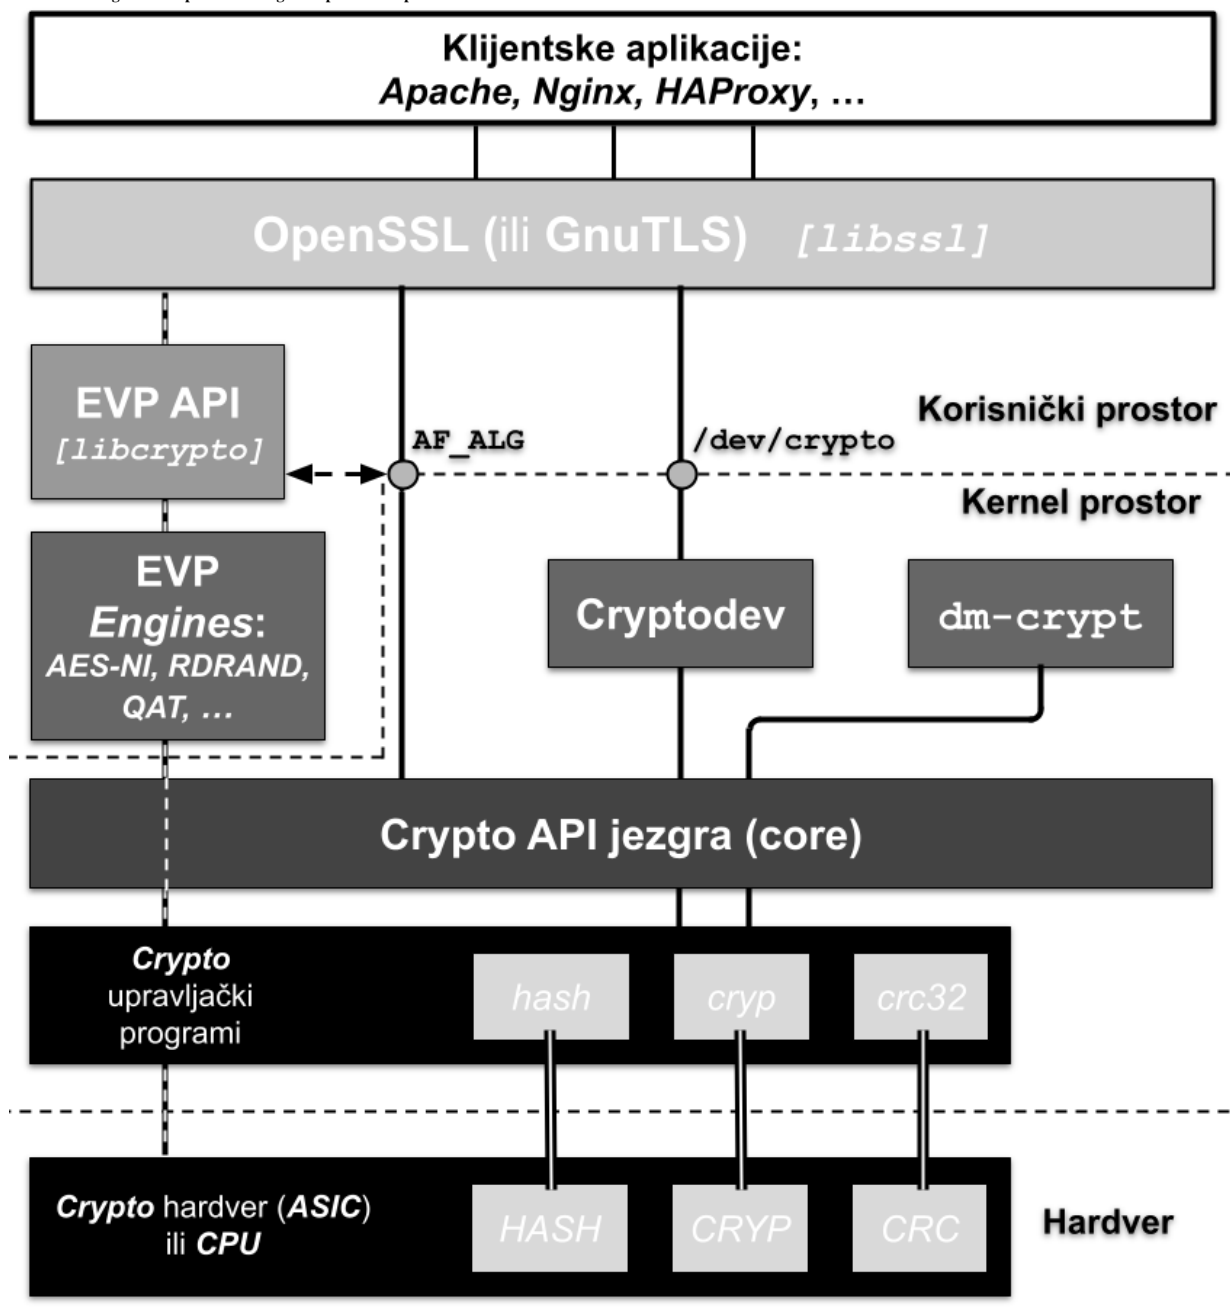 Klijentske aplikacije:
Apache, Nginx, HAProxy, ...
OpenSSL (ili GnuTLS) [libssl]
EVP API
[libcrypto]
AF_ALG
/dev/crypto
Korisnički prostor
Kernel prostor
EVP
Engines:
AES-NI, RDRAND,
QAT, ...
Cryptodev
dm-crypt
Crypto API jezgra (core)
Crypto
upravljački
programi
hash
cryp
crc32
Crypto hardver (ASIC)
ili CPU
HASH
CRYP
CRC
Hardver